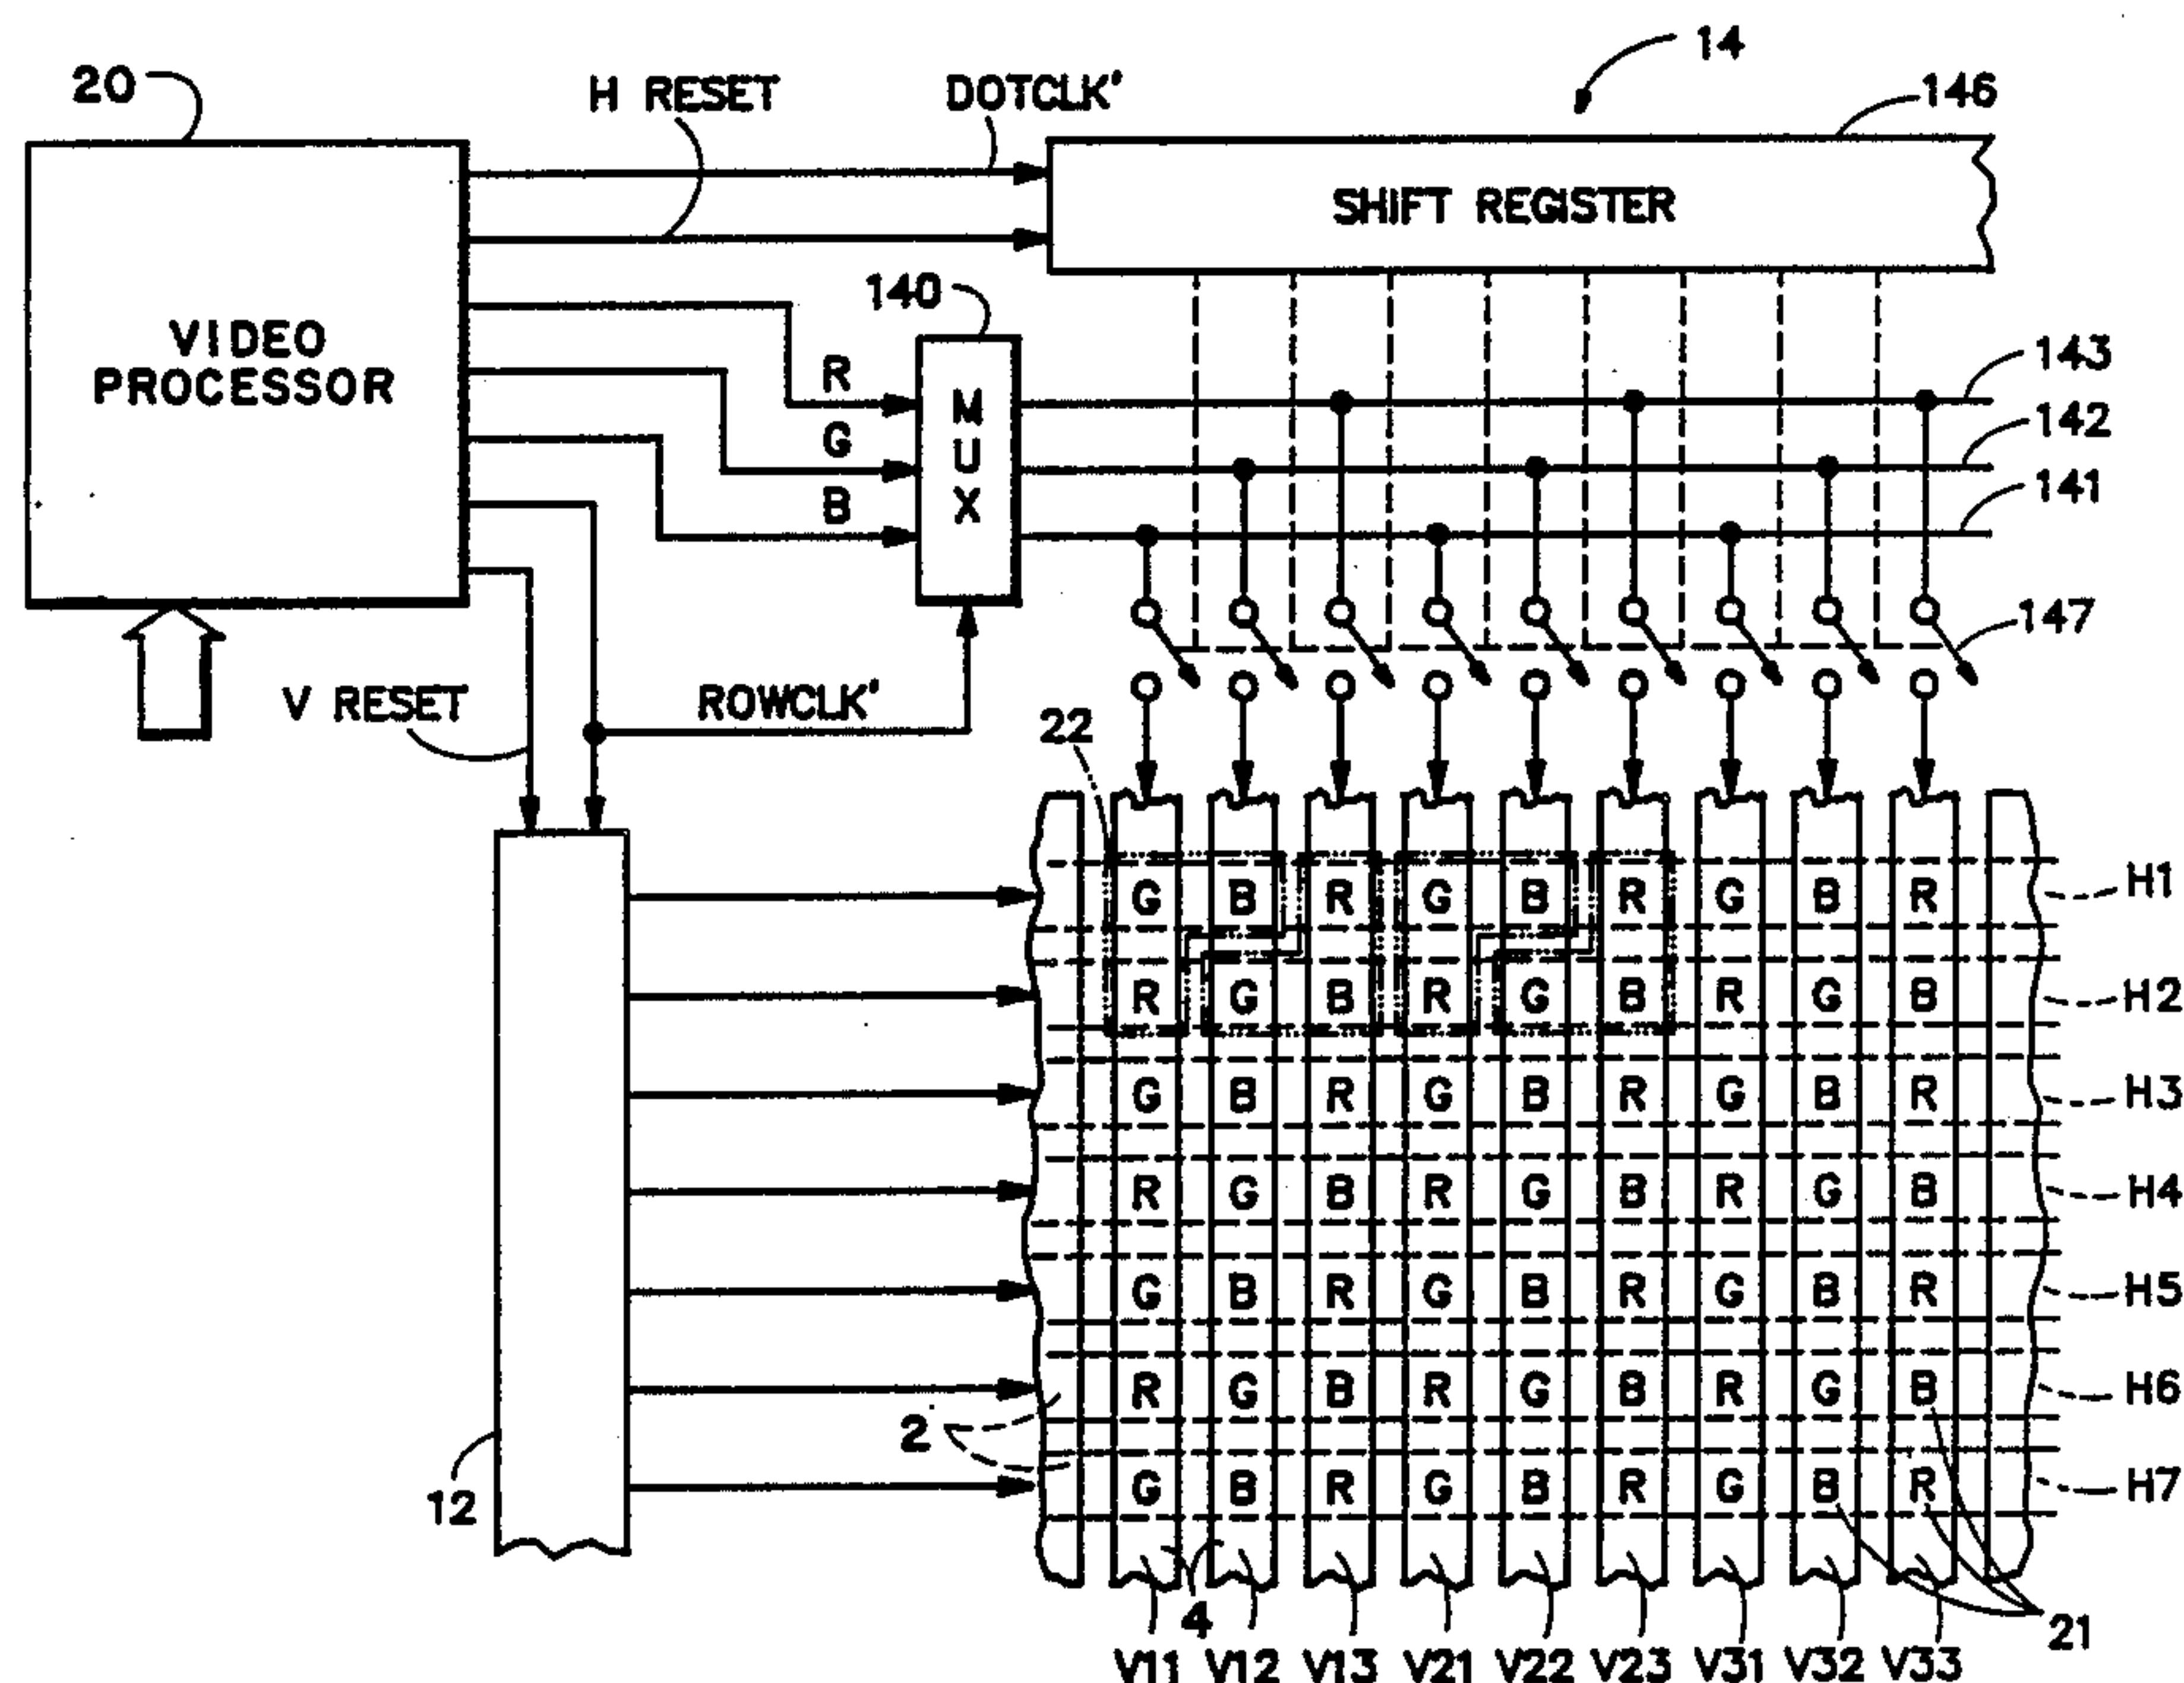 14
20
H RESET
DOTCLK'
146
SHIFT REGISTER
140
VIDEO
PROCESSOR
R
G
B
M
U
X
143
142
141
147
V RESET
ROWCLK'
22
G B R G B R G B R H1
R G B R G B R G B H2
G B R G B R G B R H3
R G B R G B R G B H4
G B R G B R G B R H5
R G B R G B R G B H6
2
G B R G B R G B R H7
12
4
21
V11 V12 V13 V21 V22 V23 V31 V32 V33